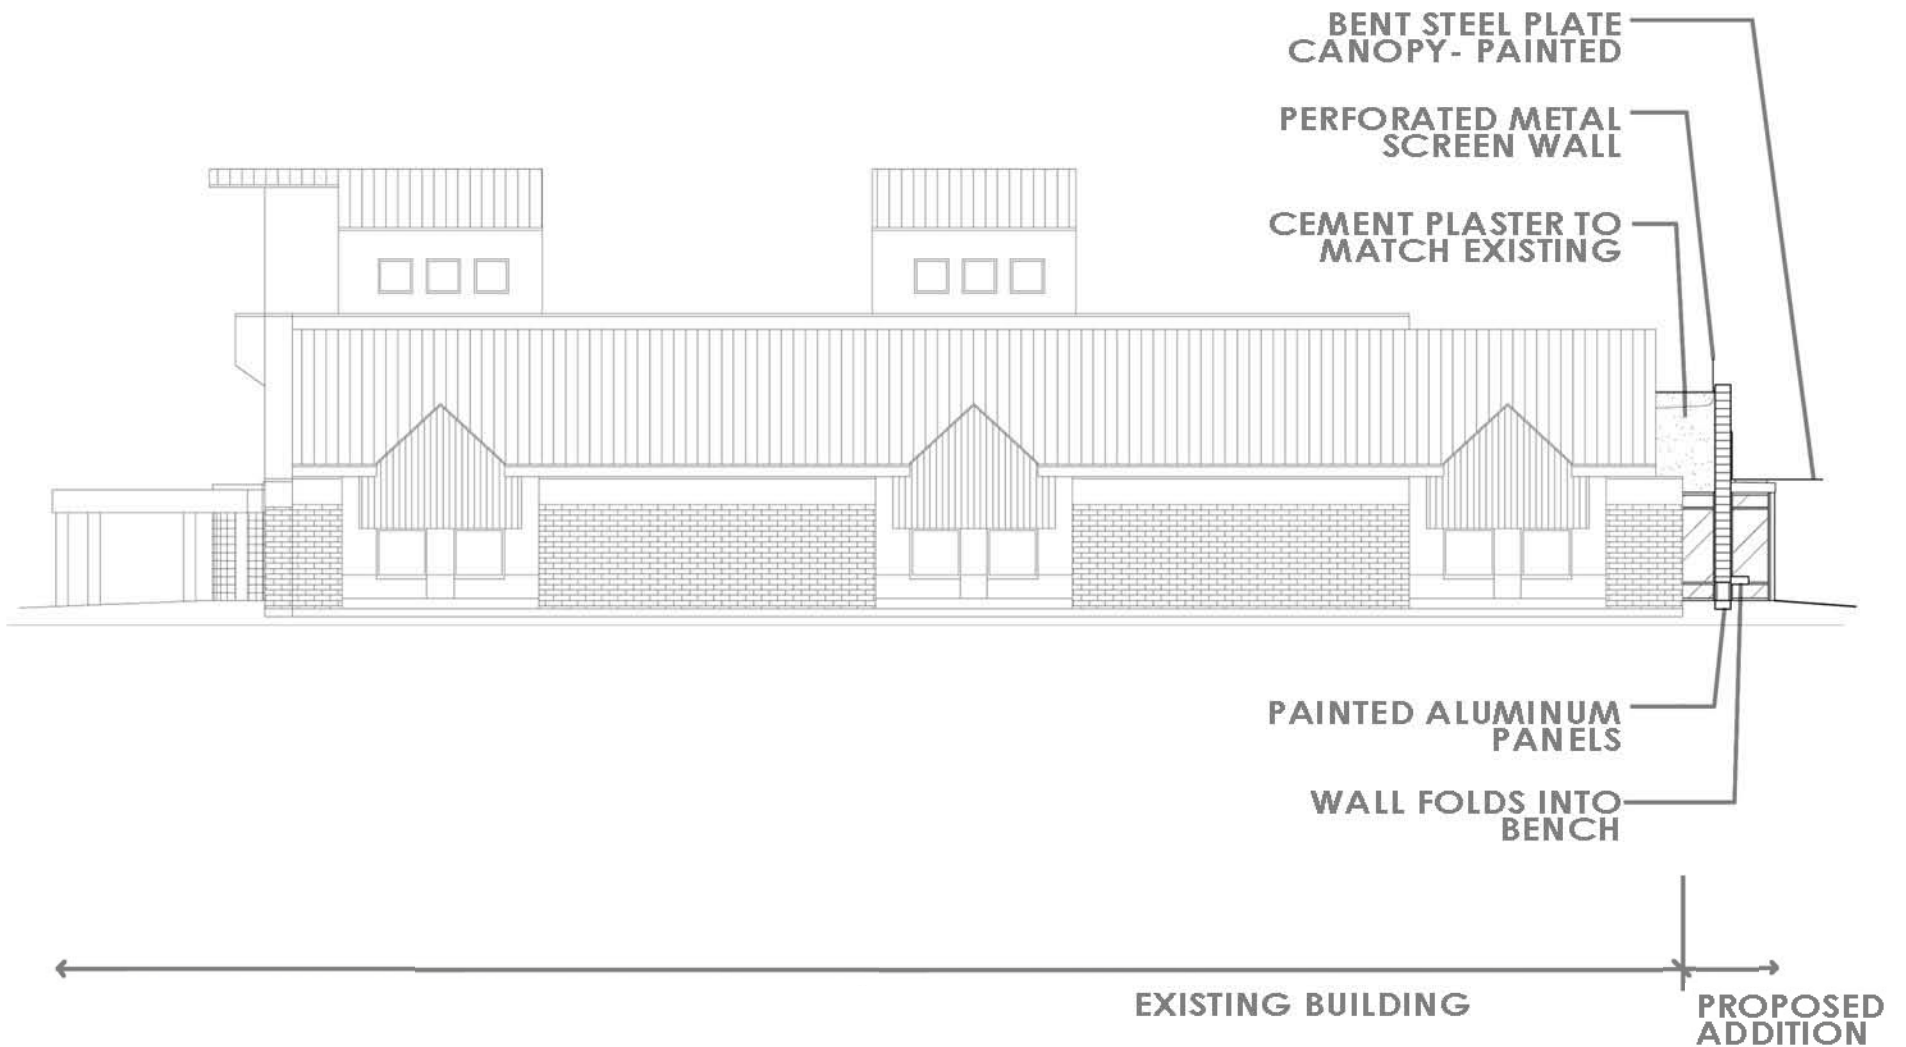 BENT STEEL PLATE
CANOPY- PAINTED
PERFORATED METAL
SCREEN WALL
CEMENT PLASTER TO
MATCH EXISTING
PAINTED ALUMINUM
PANELS
WALL FOLDS INTO
BENCH
EXISTING BUILDING
PROPOSED
ADDITION